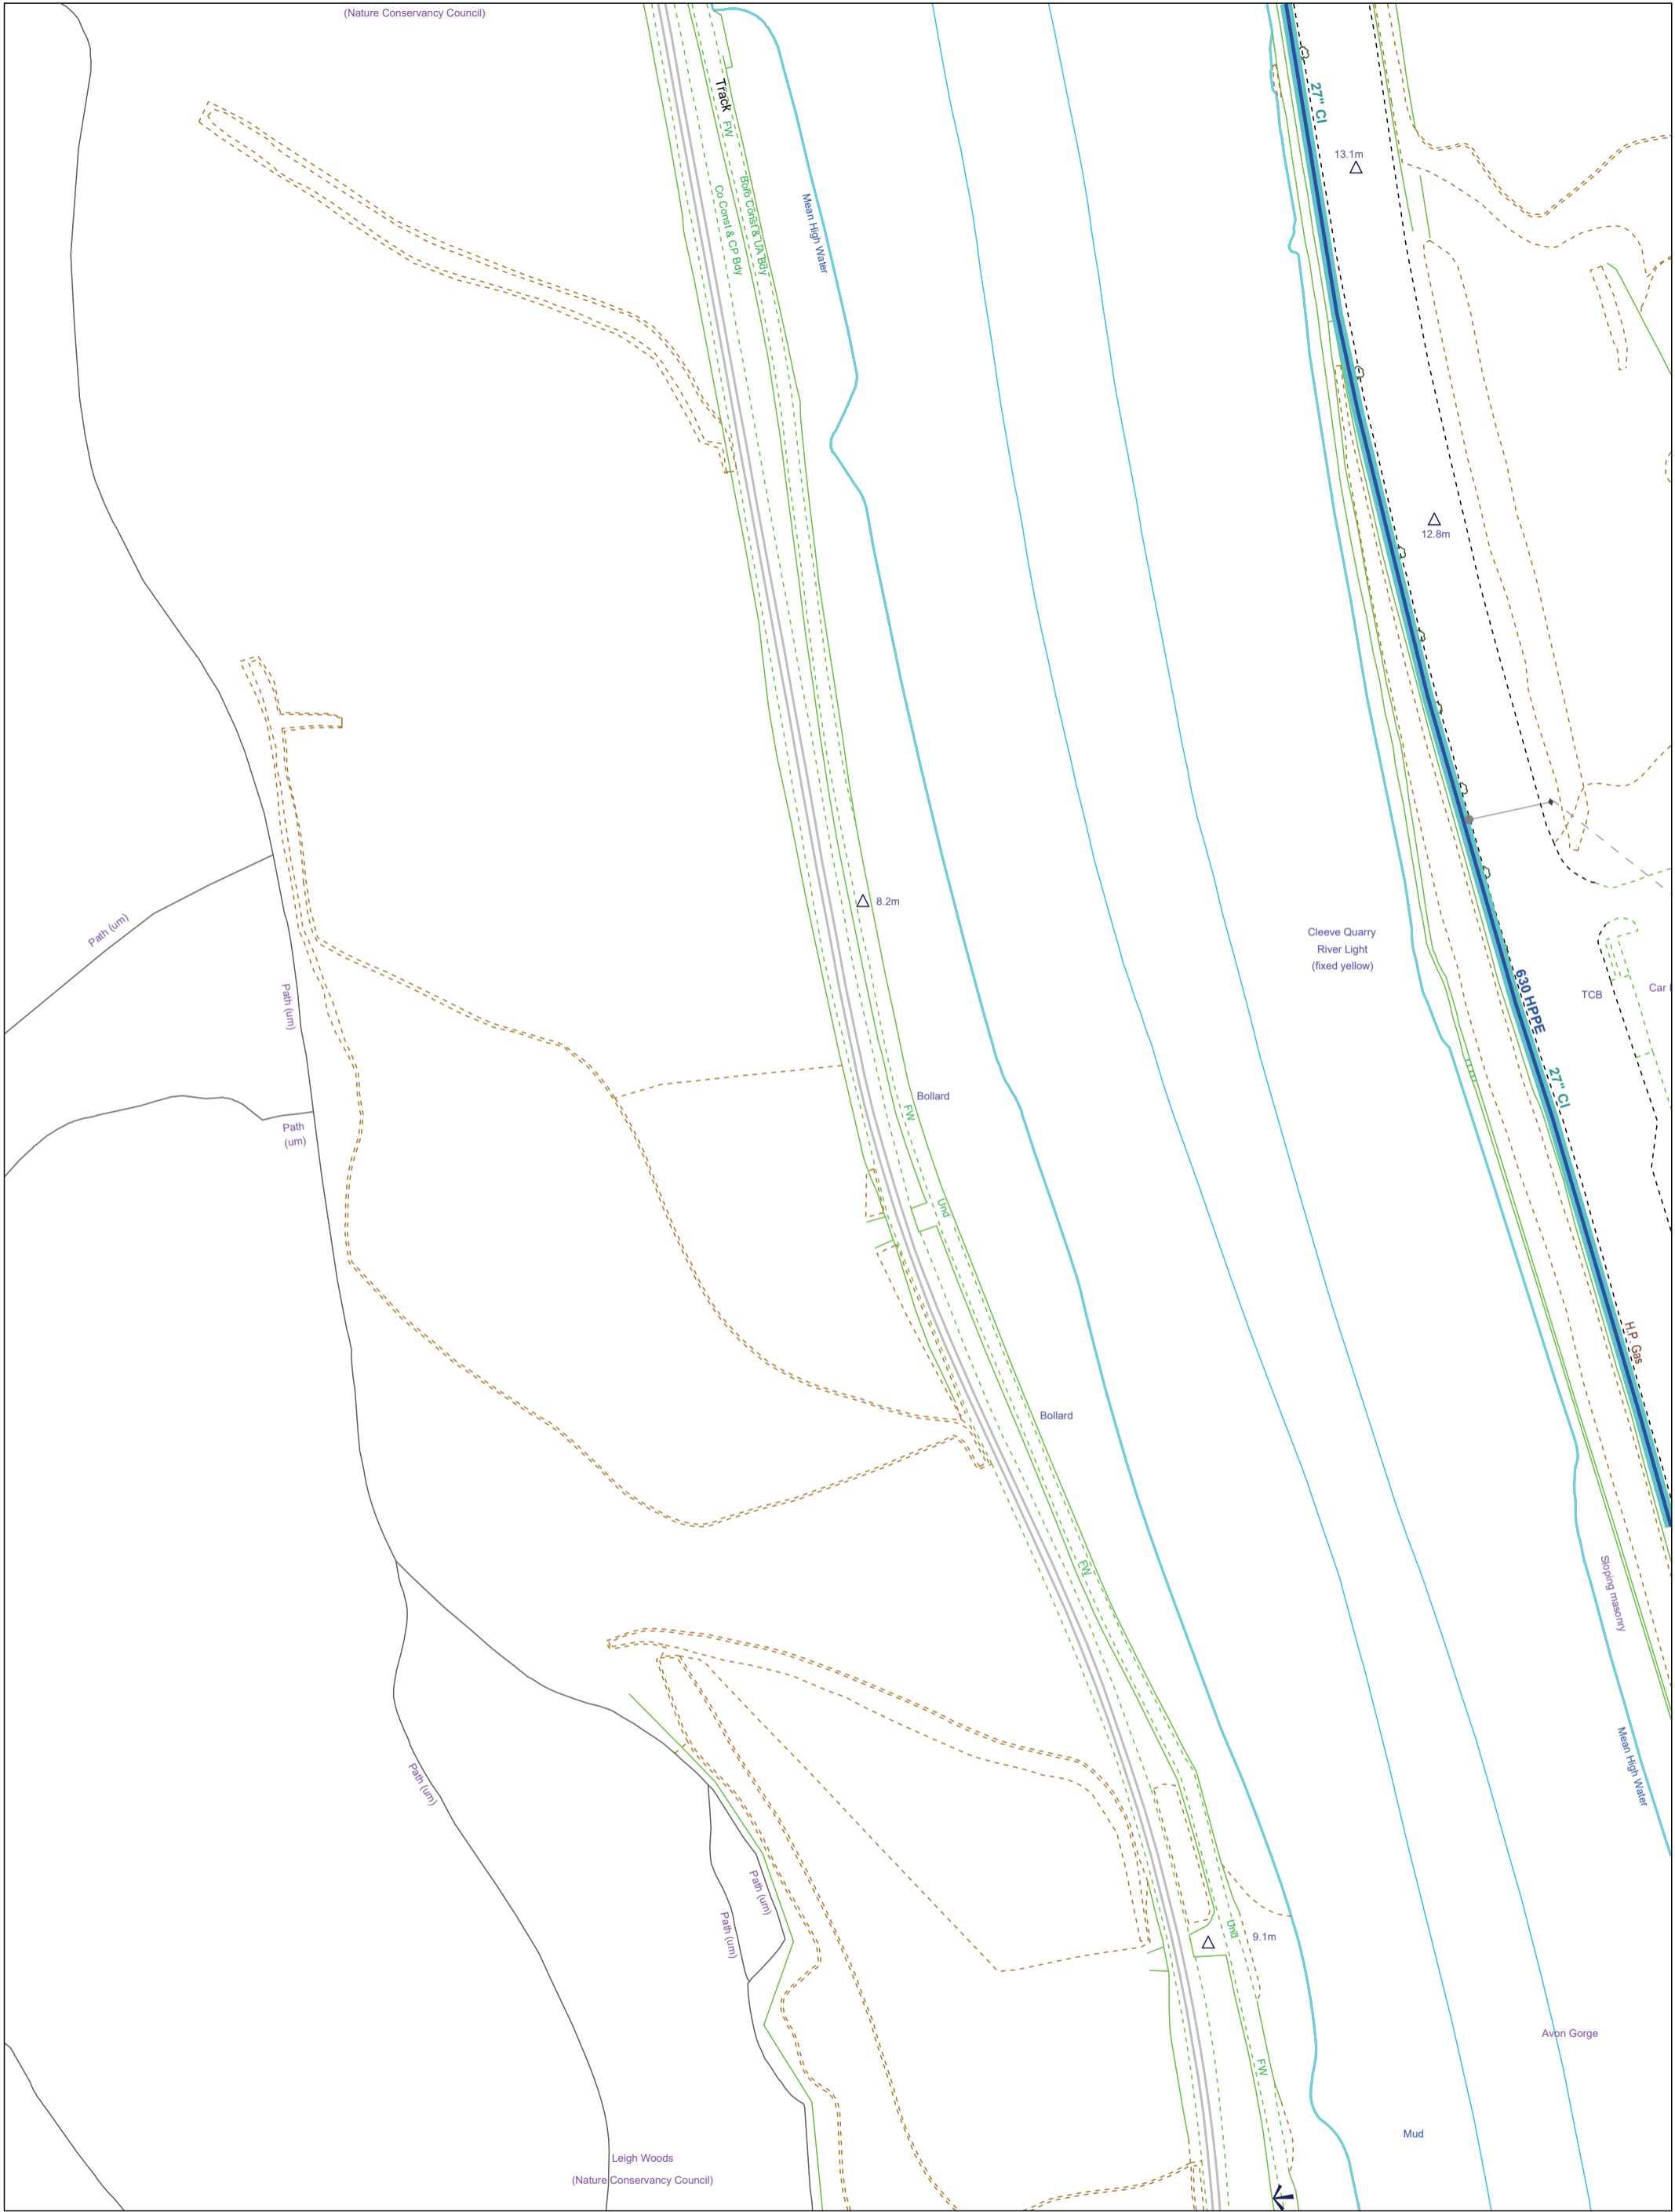 (Nature Conservancy Council)
Track
FW
27" CI
13.1m
Co Const & CP Bdy
Boro Const & UA Bdy
Mean High Water
12.8m
8.2m
Path (um)
Cleeve Quarry
River Light
(fixed yellow)
630 HPPE
TCB
Car
Path (um)
27" CI
Bollard
FW
Path
(um)
Und
H.P. Gas
Bollard
FW
Sloping masonry
Mean High Water
Path (um)
Path (um)
Path (um)
Und
9.1m
Avon Gorge
FW
Mud
Leigh Woods
(Nature Conservancy Council)